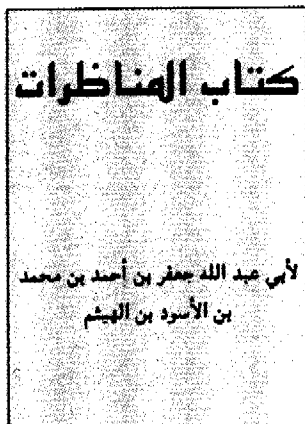 كتاب المناظرات
لأبي عبد الله جعفر بن أحمد بن محمد
بن الأسود بن الهيثم